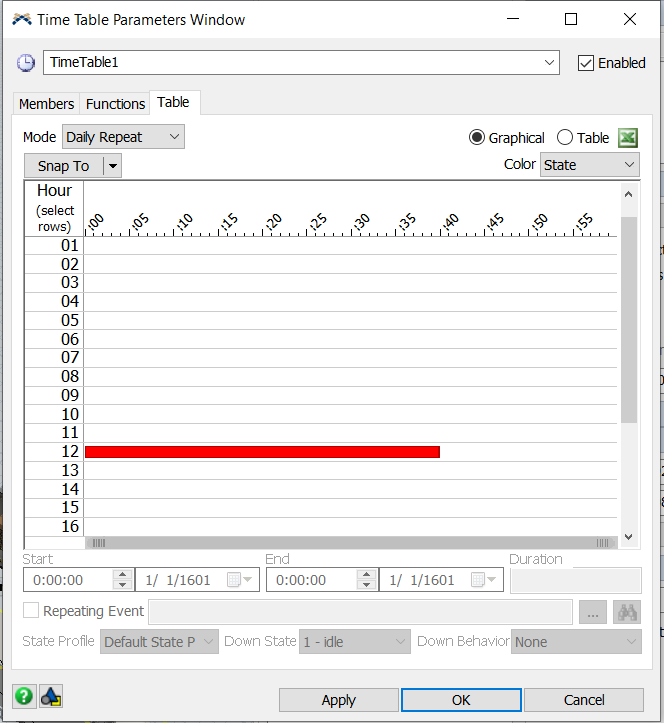 Time Table Parameters Window
TimeTable1
Enabled
Members Functions Table
Mode Daily Repeat Graphical Table
Snap To Color State
Hour
(select
rows)
:00 :05 :10 :15 :20 :25 :30 :35 :40 :45 :50 :55
01
02
03
04
05
06
07
08
09
10
11
12
13
14
15
16
Start End Duration
0:00:00 1/ 1/1601 0:00:00 1/ 1/1601
Repeating Event ...
State Profile Default State P Down State 1 - idle Down Behavior None
? Apply OK Cancel